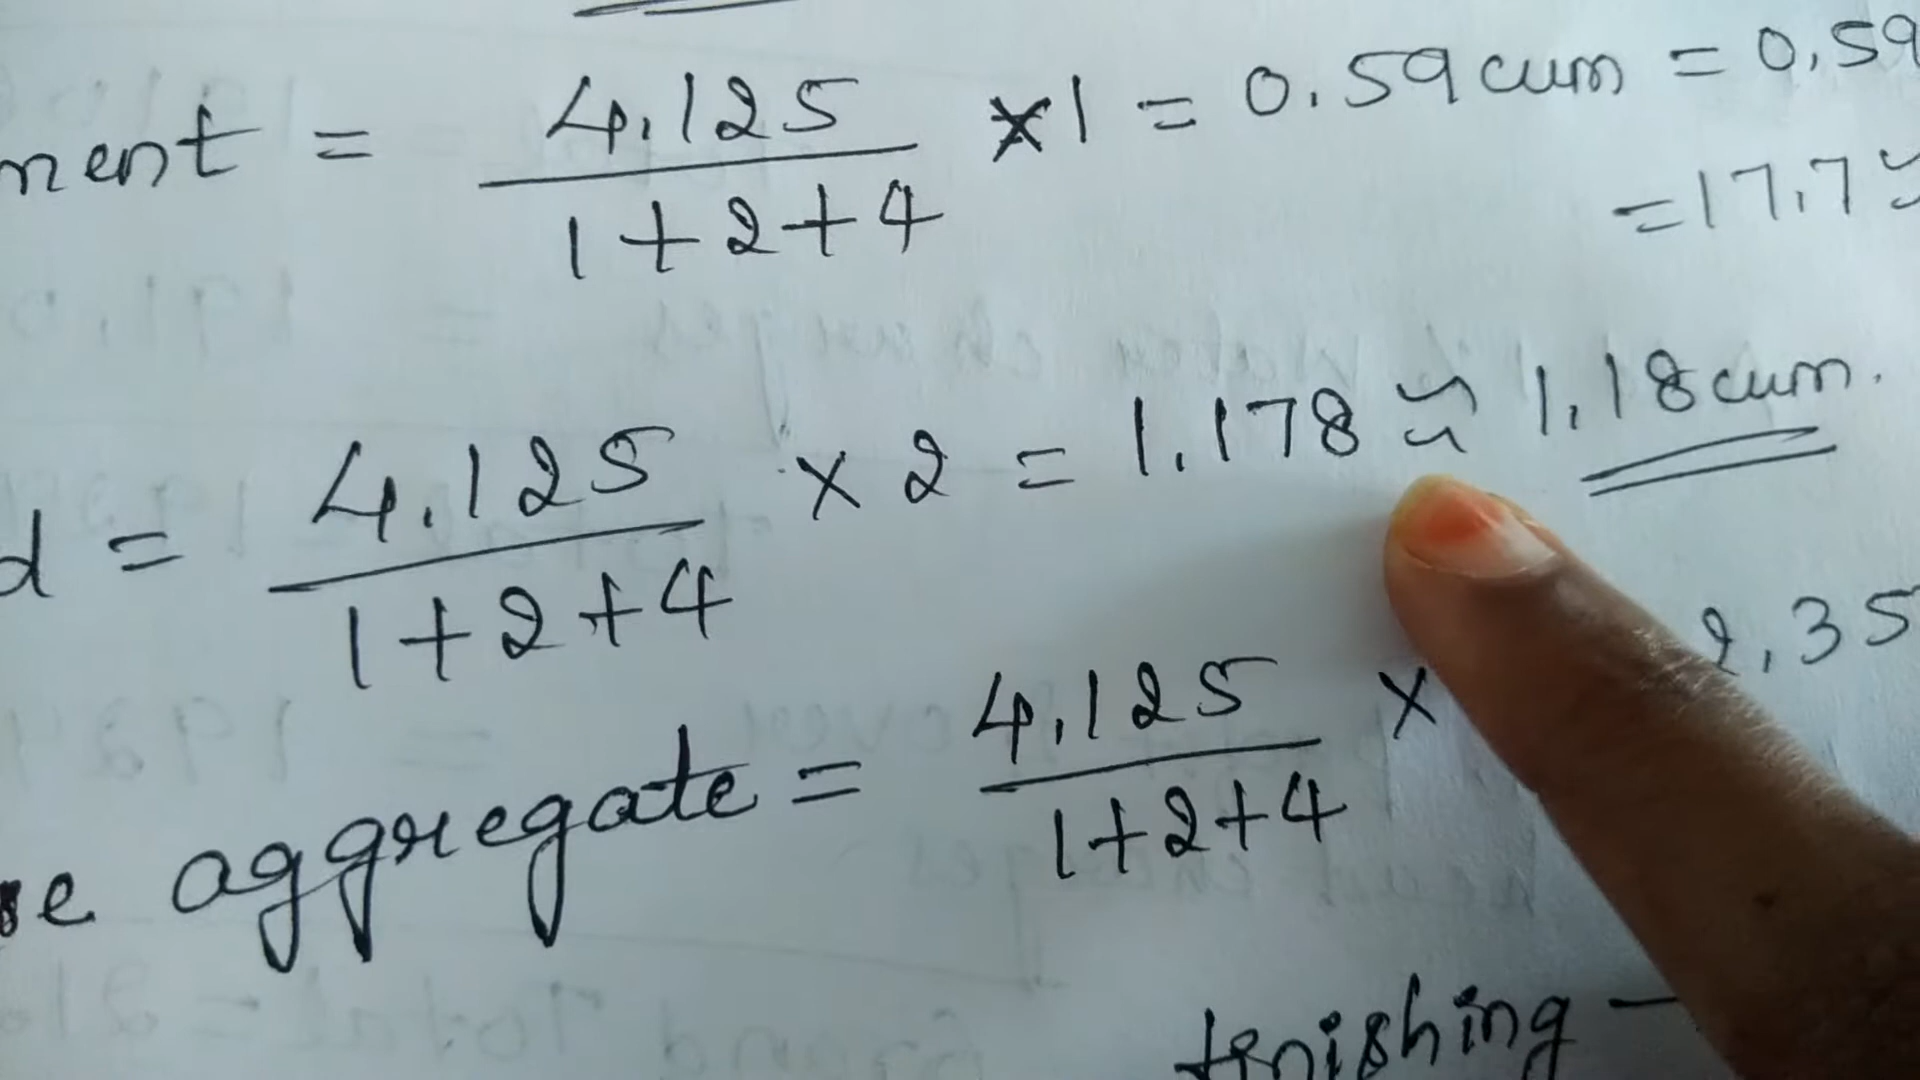 ment = 4.125 / 1+2+4 ×1 = 0.59 cum = 0.59
= 17.7 ≈
d = 4.125 / 1+2+4 × 2 = 1.178 ≈ 1.18 cum.
e aggregate = 4.125 / 1+2+4 × 2.35
finishing –